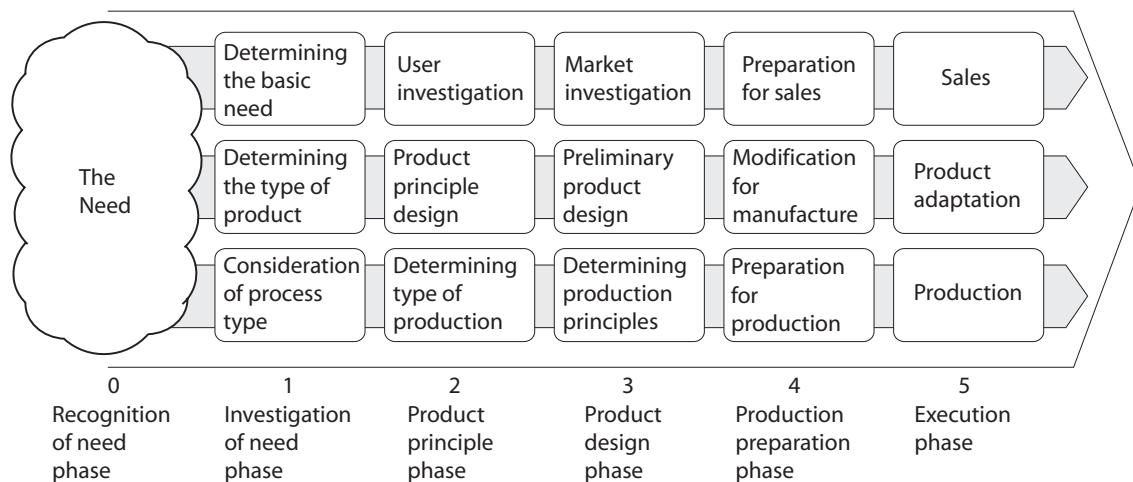 The
Need
Determining
the basic
need
User
investigation
Market
investigation
Preparation
for sales
Sales
Determining
the type of
product
Product
principle
design
Preliminary
product
design
Modification
for
manufacture
Product
adaptation
Consideration
of process
type
Determining
type of
production
Determining
production
principles
Preparation
for
production
Production
0
Recognition
of need
phase
1
Investigation
of need
phase
2
Product
principle
phase
3
Product
design
phase
4
Production
preparation
phase
5
Execution
phase